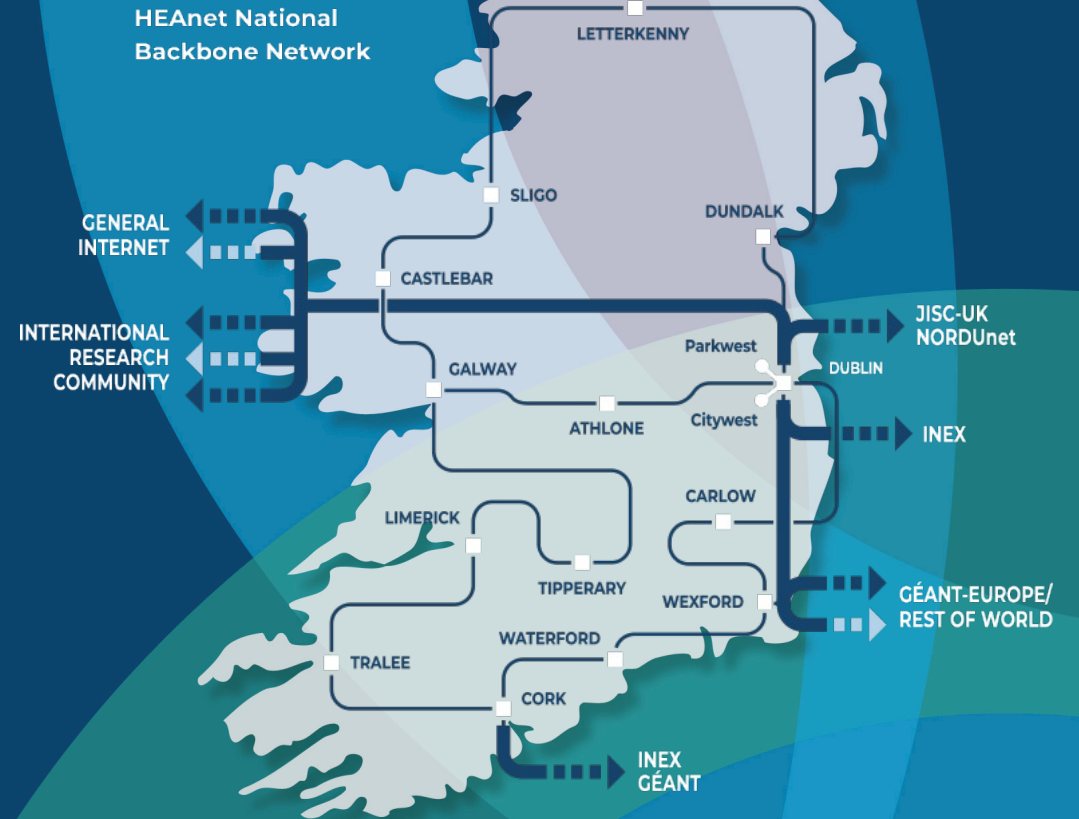 HEAnet National
Backbone Network
LETTERKENNY
SLIGO
DUNDALK
GENERAL
INTERNET
CASTLEBAR
INTERNATIONAL
RESEARCH
COMMUNITY
JISC-UK
NORDUnet
Parkwest
GALWAY
DUBLIN
ATHLONE
Citywest
INEX
CARLOW
LIMERICK
TIPPERARY
WEXFORD
GÉANT-EUROPE/
REST OF WORLD
WATERFORD
TRALEE
CORK
INEX
GÉANT